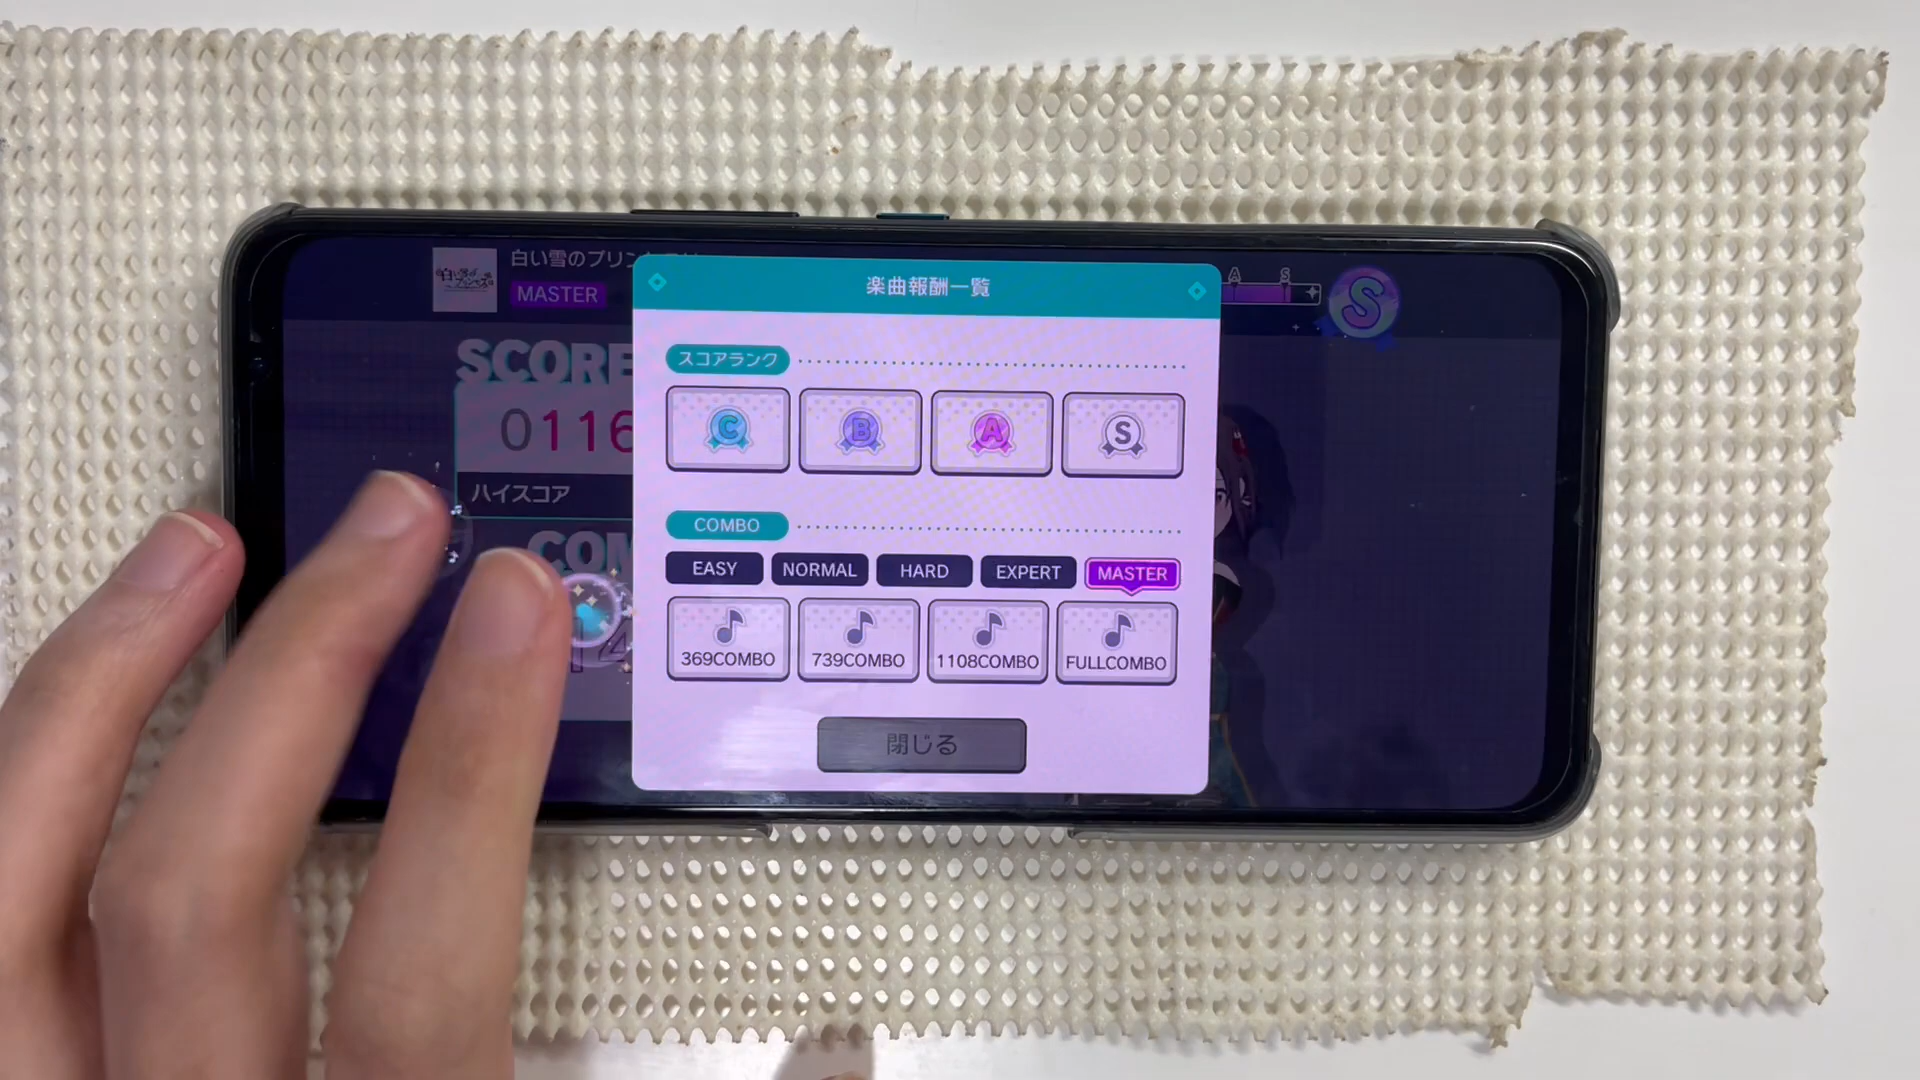 白い雪のプリン
MASTER
A S
S
SCORE
0116
ハイスコア
COM
14
楽曲報酬一覧
スコアランク
C B A S
COMBO
EASY NORMAL HARD EXPERT MASTER
369COMBO 739COMBO 1108COMBO FULLCOMBO
閉じる